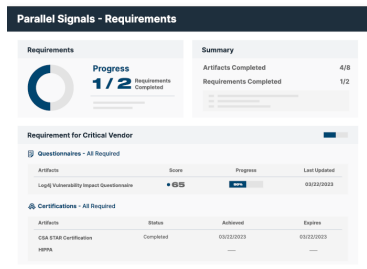 Parallel Signals - Requirements
Requirements
Progress
1/2 Requirements Completed
Summary
Artifacts Completed 4/8
Requirements Completed 1/2
Requirement for Critical Vendor
Questionnaires - All Required
Artifacts Score Progress Last Updated
Log4j Vulnerability Impact Questionnaire 65 03/22/2023
Certifications - All Required
Artifacts Status Achieved Expires
CSA STAR Certification Completed 03/22/2023 03/22/2023
HIPPA — —